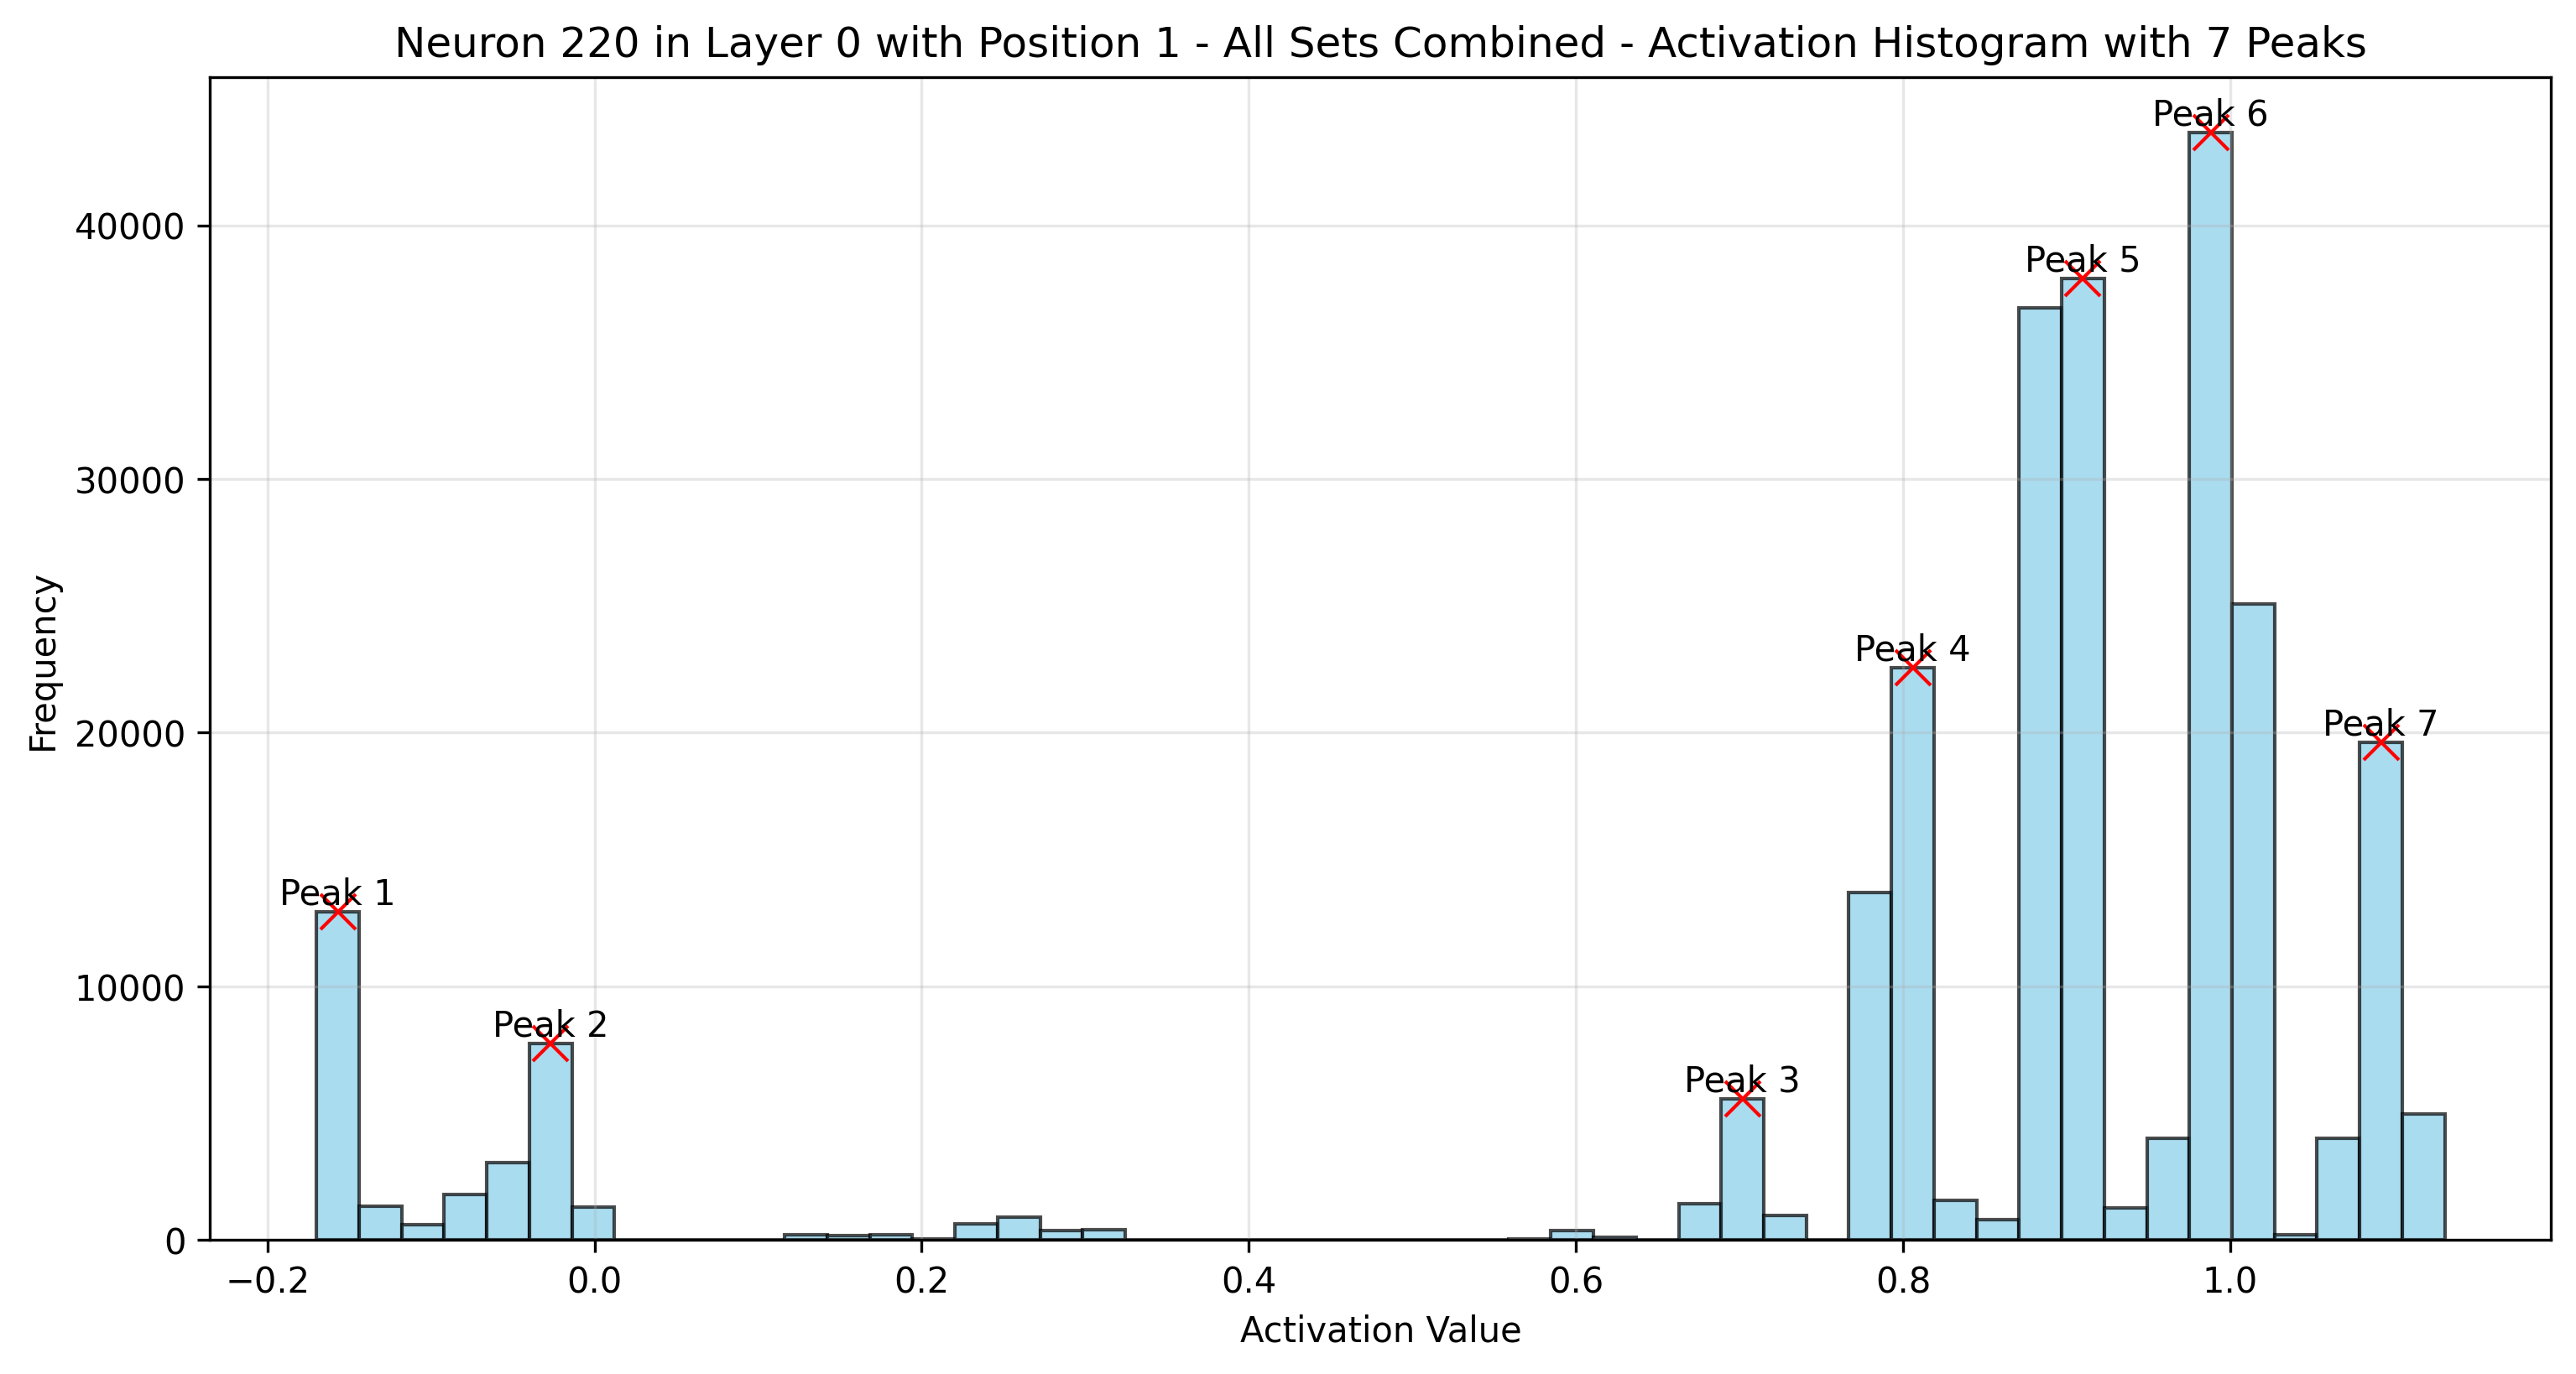 Neuron 220 in Layer 0 with Position 1 - All Sets Combined - Activation Histogram with 7 Peaks
Peak 6
40000
Peak 5
30000
Frequency
Peak 4
20000
Peak 7
Peak 1
10000
Peak 2
Peak 3
0
−0.2
0.0
0.2
0.4
0.6
0.8
1.0
Activation Value